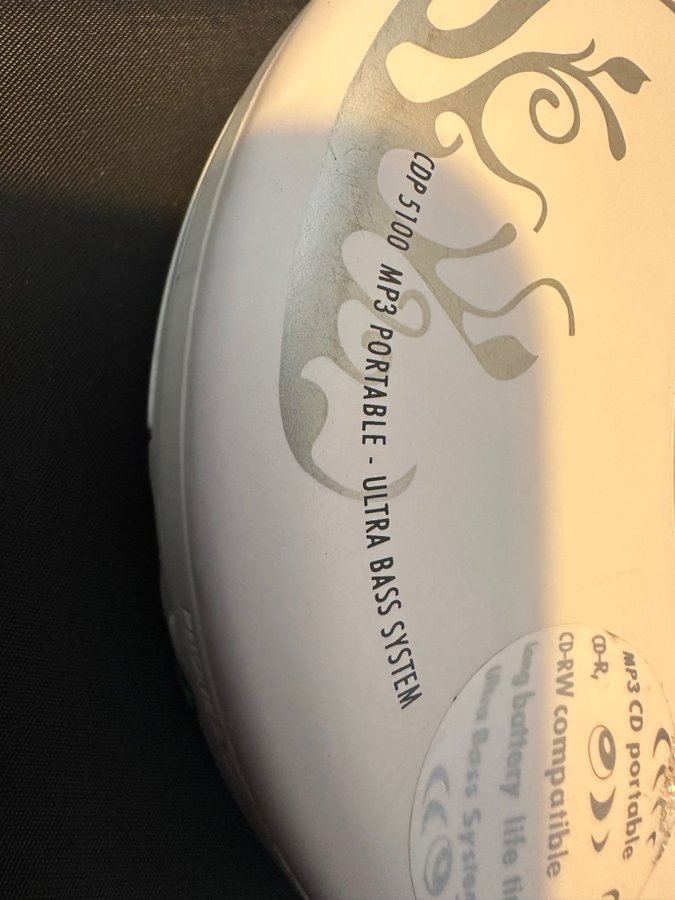 CDP 5100 MP3 PORTABLE - ULTRA BASS SYSTEM
MP3 CD portable
CD-R,
CD-RW compatible
long battery life
Ultra Bass System